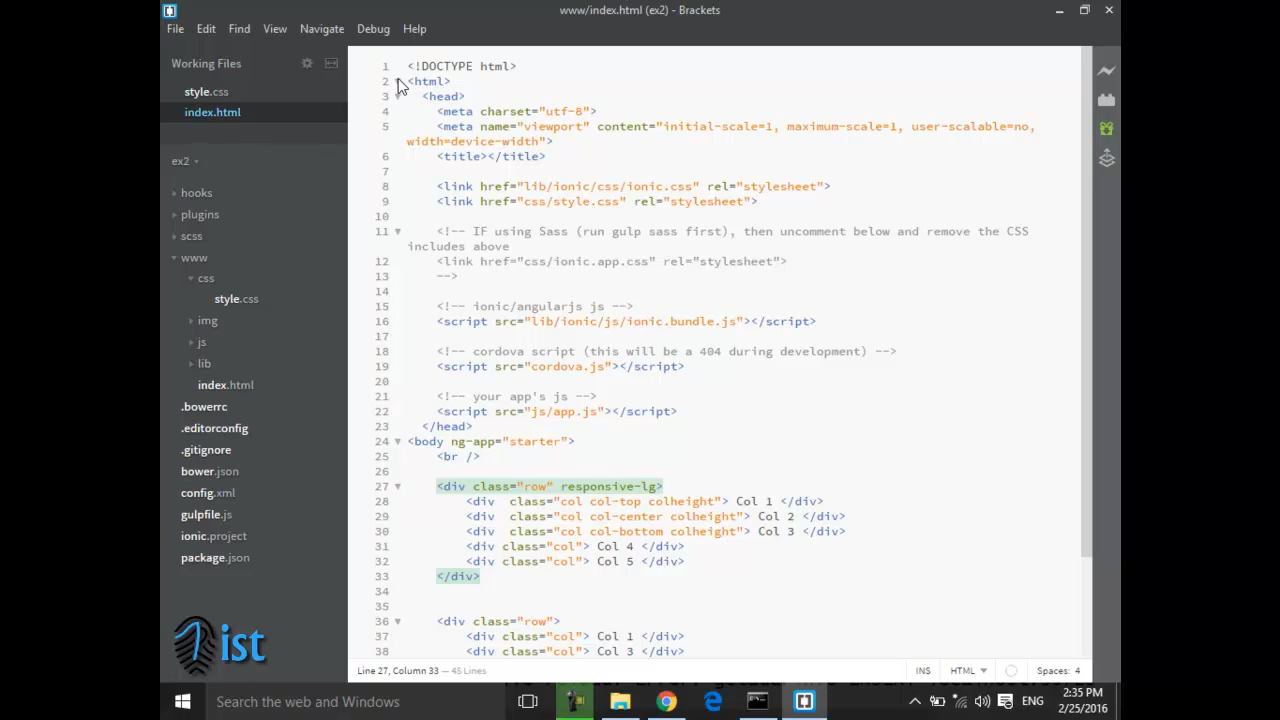 www/index.html (ex2) - Brackets
File Edit Find View Navigate Debug Help
Working Files
style.css
index.html
ex2
hooks
plugins
scss
www
css
style.css
img
js
lib
index.html
.bowerrc
.editorconfig
.gitignore
bower.json
config.xml
gulpfile.js
ionic.project
package.json
1 <!DOCTYPE html>
2 <html>
3 <head>
4 <meta charset="utf-8">
5 <meta name="viewport" content="initial-scale=1, maximum-scale=1, user-scalable=no,
width=device-width">
6 <title></title>
7
8 <link href="lib/ionic/css/ionic.css" rel="stylesheet">
9 <link href="css/style.css" rel="stylesheet">
10
11 <!-- IF using Sass (run gulp sass first), then uncomment below and remove the CSS
includes above
12 <link href="css/ionic.app.css" rel="stylesheet">
13 -->
14
15 <!-- ionic/angularjs js -->
16 <script src="lib/ionic/js/ionic.bundle.js"></script>
17
18 <!-- cordova script (this will be a 404 during development) -->
19 <script src="cordova.js"></script>
20
21 <!-- your app's js -->
22 <script src="js/app.js"></script>
23 </head>
24 <body ng-app="starter">
25 <br />
26
27 <div class="row" responsive-lg>
28 <div  class="col col-top colheight"> Col 1 </div>
29 <div  class="col col-center colheight"> Col 2 </div>
30 <div  class="col col-bottom colheight"> Col 3 </div>
31 <div class="col"> Col 4 </div>
32 <div class="col"> Col 5 </div>
33 </div>
34
35
36 <div class="row">
37 <div class="col"> Col 1 </div>
38 <div class="col"> Col 3 </div>
ist
Line 27, Column 33 — 45 Lines
INS HTML Spaces: 4
Search the web and Windows
ENG
2:35 PM
2/25/2016